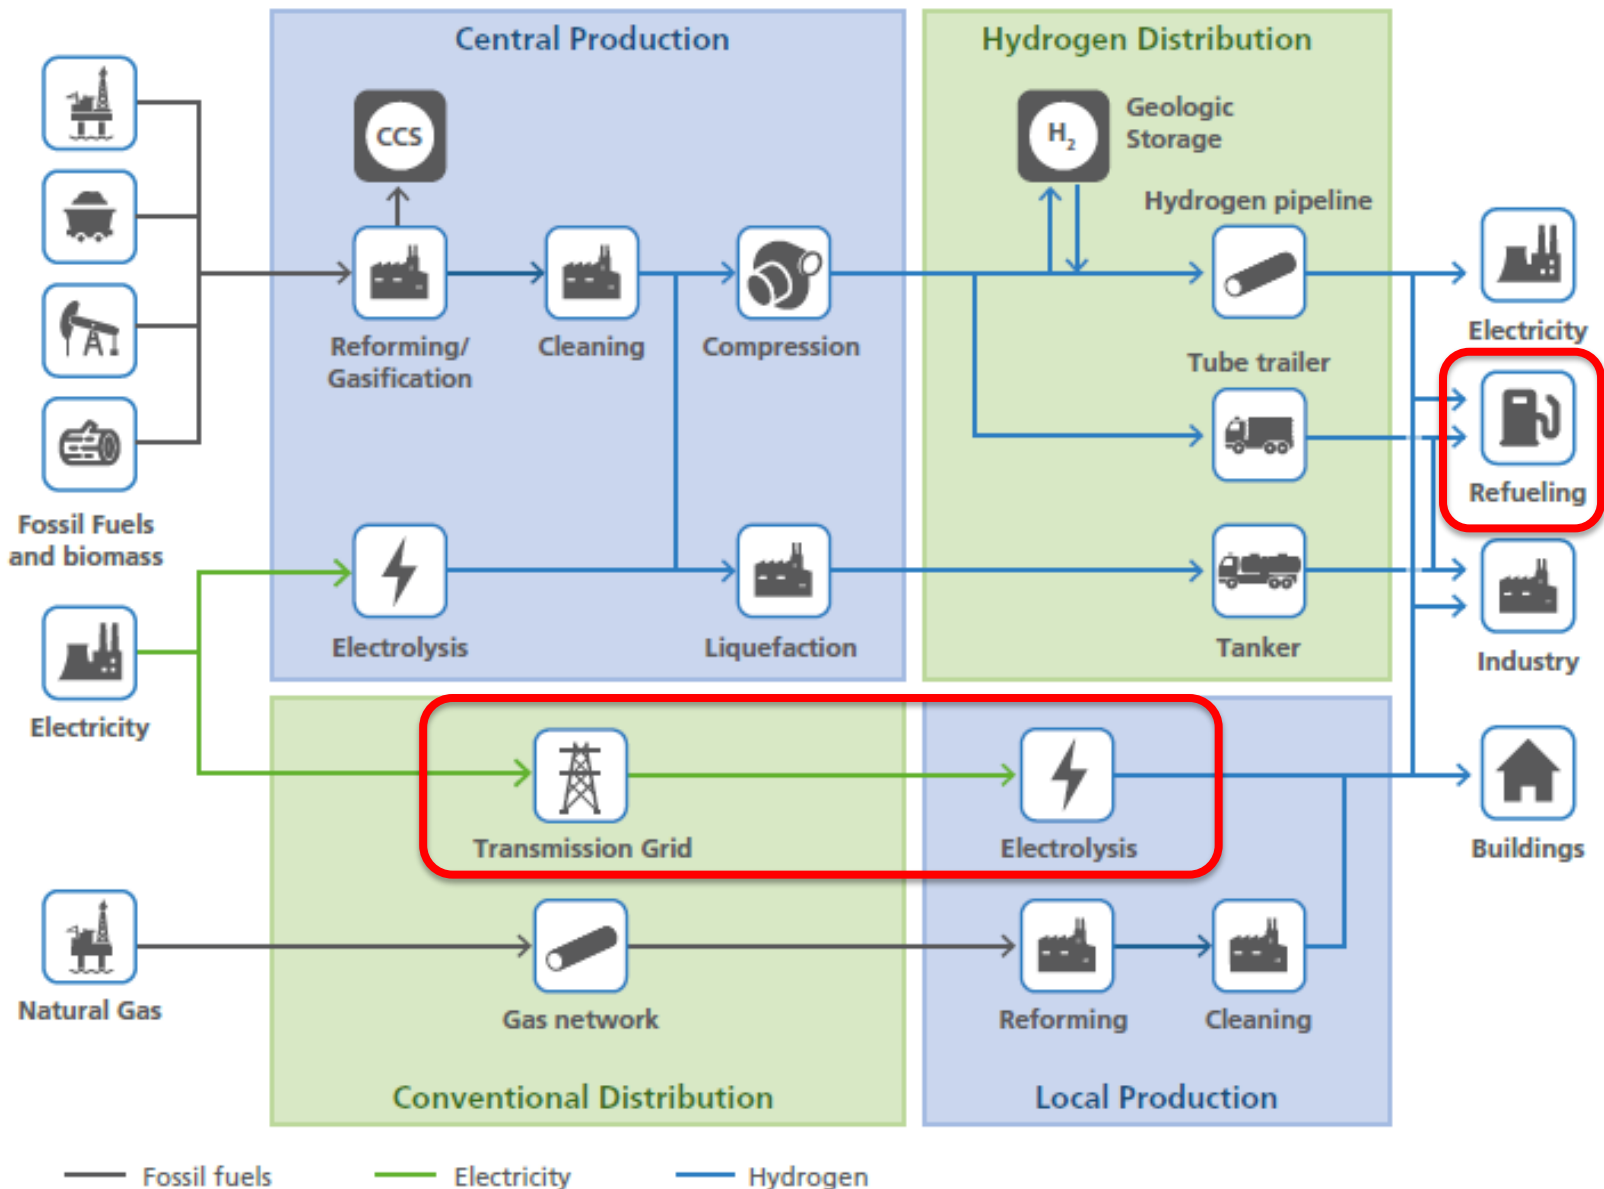 Central Production
Hydrogen Distribution
CCS
H2
Geologic
Storage
Hydrogen pipeline
Reforming/
Gasification
Cleaning
Compression
Electricity
Tube trailer
Refueling
Fossil Fuels
and biomass
Electrolysis
Liquefaction
Tanker
Industry
Electricity
Transmission Grid
Electrolysis
Buildings
Natural Gas
Gas network
Reforming
Cleaning
Conventional Distribution
Local Production
Fossil fuels
Electricity
Hydrogen